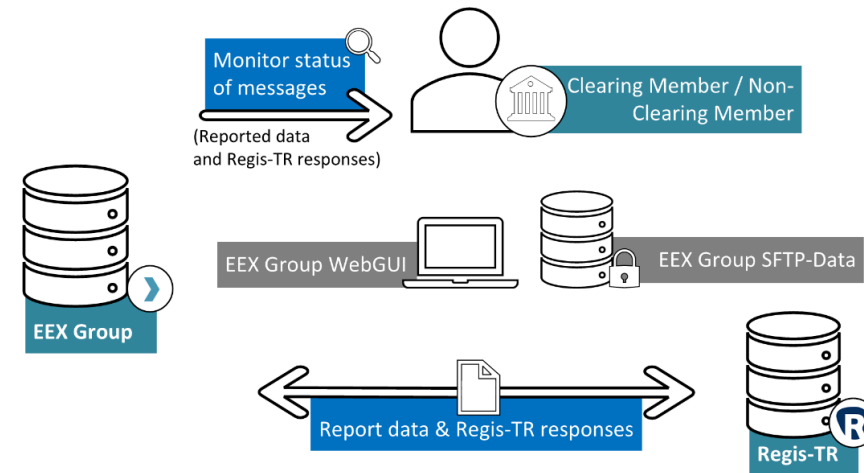 Monitor status
of messages
(Reported data
and Regis-TR responses)
Clearing Member / Non-
Clearing Member
EEX Group WebGUI
EEX Group SFTP-Data
EEX Group
Report data & Regis-TR responses
R
Regis-TR